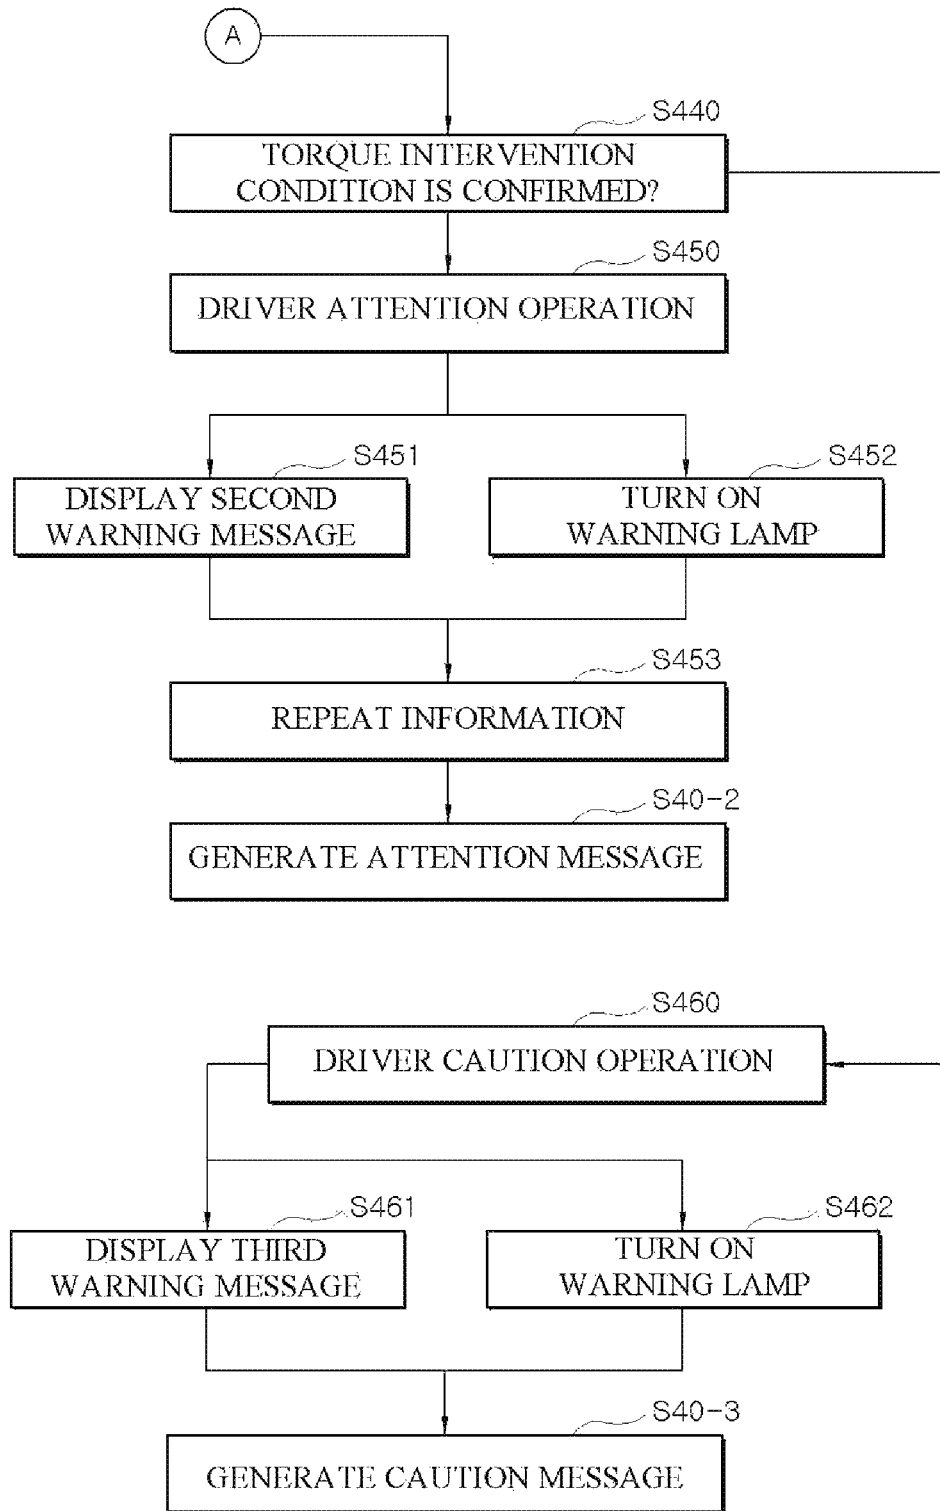 A
S440
TORQUE INTERVENTION
CONDITION IS CONFIRMED?
S450
DRIVER ATTENTION OPERATION
S451
DISPLAY SECOND
WARNING MESSAGE
S452
TURN ON
WARNING LAMP
S453
REPEAT INFORMATION
S40-2
GENERATE ATTENTION MESSAGE
S460
DRIVER CAUTION OPERATION
S461
DISPLAY THIRD
WARNING MESSAGE
S462
TURN ON
WARNING LAMP
S40-3
GENERATE CAUTION MESSAGE